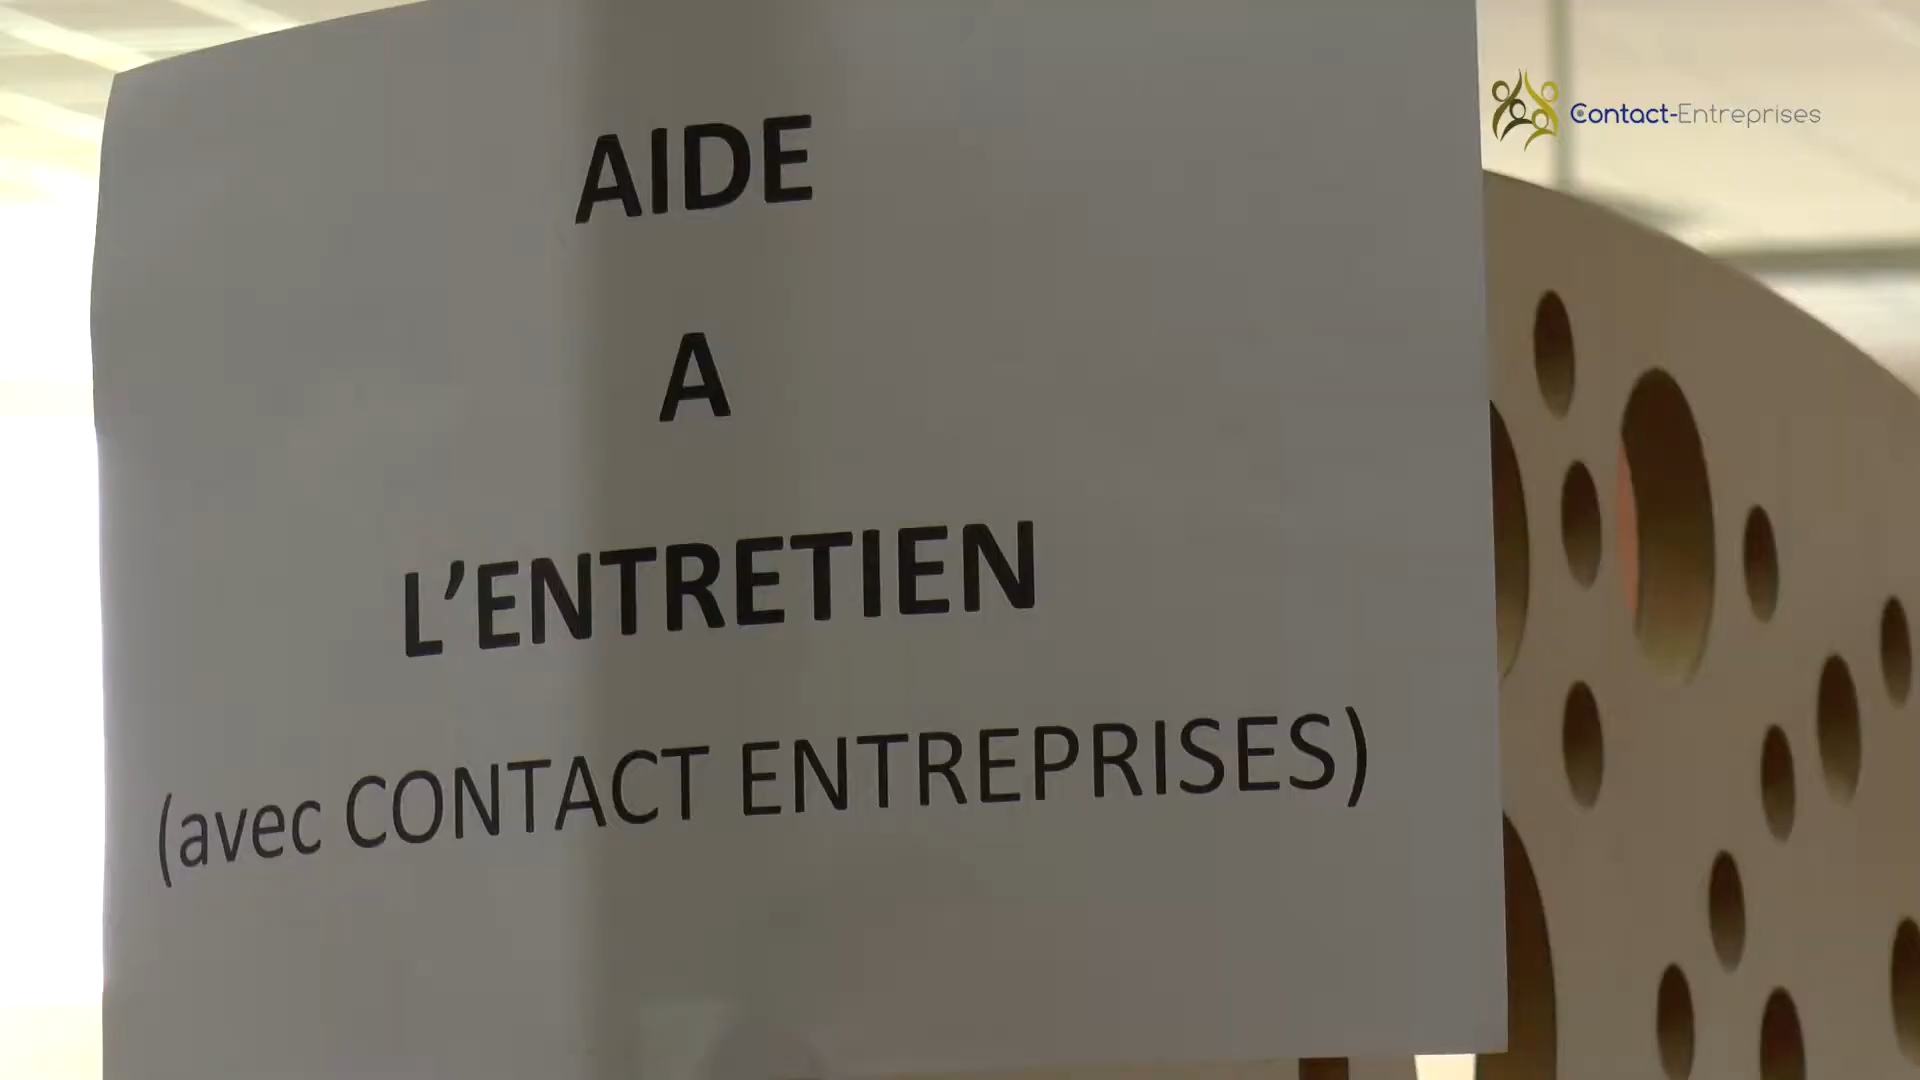 Contact-Entreprises
AIDE
A
L’ENTRETIEN
(avec CONTACT ENTREPRISES)